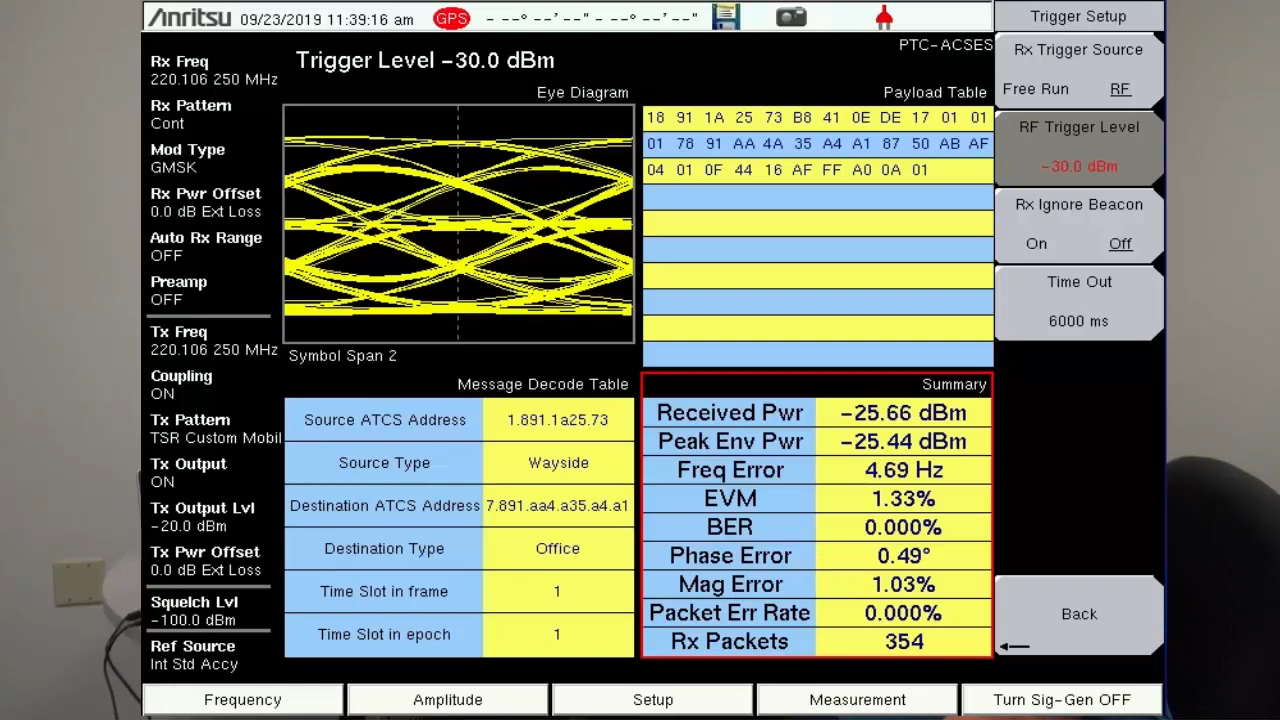 Anritsu 09/23/2019 11:39:16 am GPS - --° --'--" - --° --'--"
Trigger Setup
Rx Freq
220.106 250 MHz
Rx Pattern
Cont
Mod Type
GMSK
Rx Pwr Offset
0.0 dB Ext Loss
Auto Rx Range
OFF
Preamp
OFF
Tx Freq
220.106 250 MHz
Coupling
ON
Tx Pattern
TSR Custom Mobil
Tx Output
ON
Tx Output Lvl
-20.0 dBm
Tx Pwr Offset
0.0 dB Ext Loss
Squelch Lvl
-100.0 dBm
Ref Source
Int Std Accy
Trigger Level -30.0 dBm
PTC-ACSES
Eye Diagram
Symbol Span 2
Payload Table
18 91 1A 25 73 B8 41 0E DE 17 01 01
01 78 91 AA 4A 35 A4 A1 87 50 AB AF
04 01 0F 44 16 AF FF A0 0A 01
Message Decode Table
Source ATCS Address 1.891.1a25.73
Source Type Wayside
Destination ATCS Address 7.891.aa4.a35.a4.a1
Destination Type Office
Time Slot in frame 1
Time Slot in epoch 1
Summary
Received Pwr -25.66 dBm
Peak Env Pwr -25.44 dBm
Freq Error 4.69 Hz
EVM 1.33%
BER 0.000%
Phase Error 0.49°
Mag Error 1.03%
Packet Err Rate 0.000%
Rx Packets 354
Rx Trigger Source
Free Run RF
RF Trigger Level
-30.0 dBm
Rx Ignore Beacon
On Off
Time Out
6000 ms
Back
Frequency Amplitude Setup Measurement Turn Sig-Gen OFF